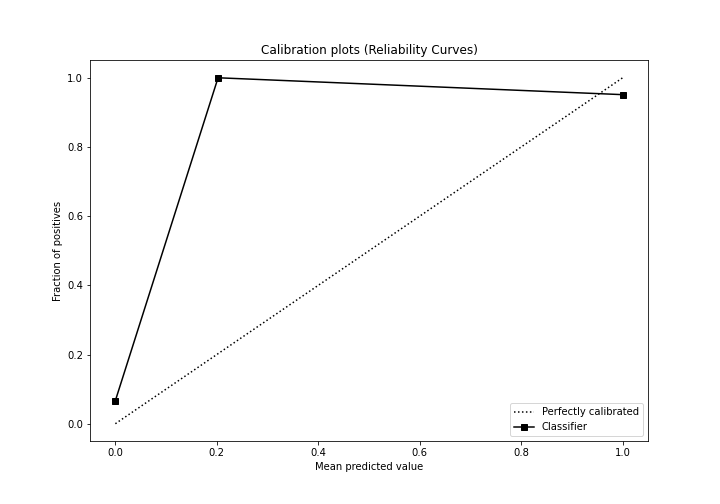 Calibration plots (Reliability Curves)
Fraction of positives
1.0
0.8
0.6
0.4
0.2
0.0
Perfectly calibrated
Classifier
0.0 0.2 0.4 0.6 0.8 1.0
Mean predicted value